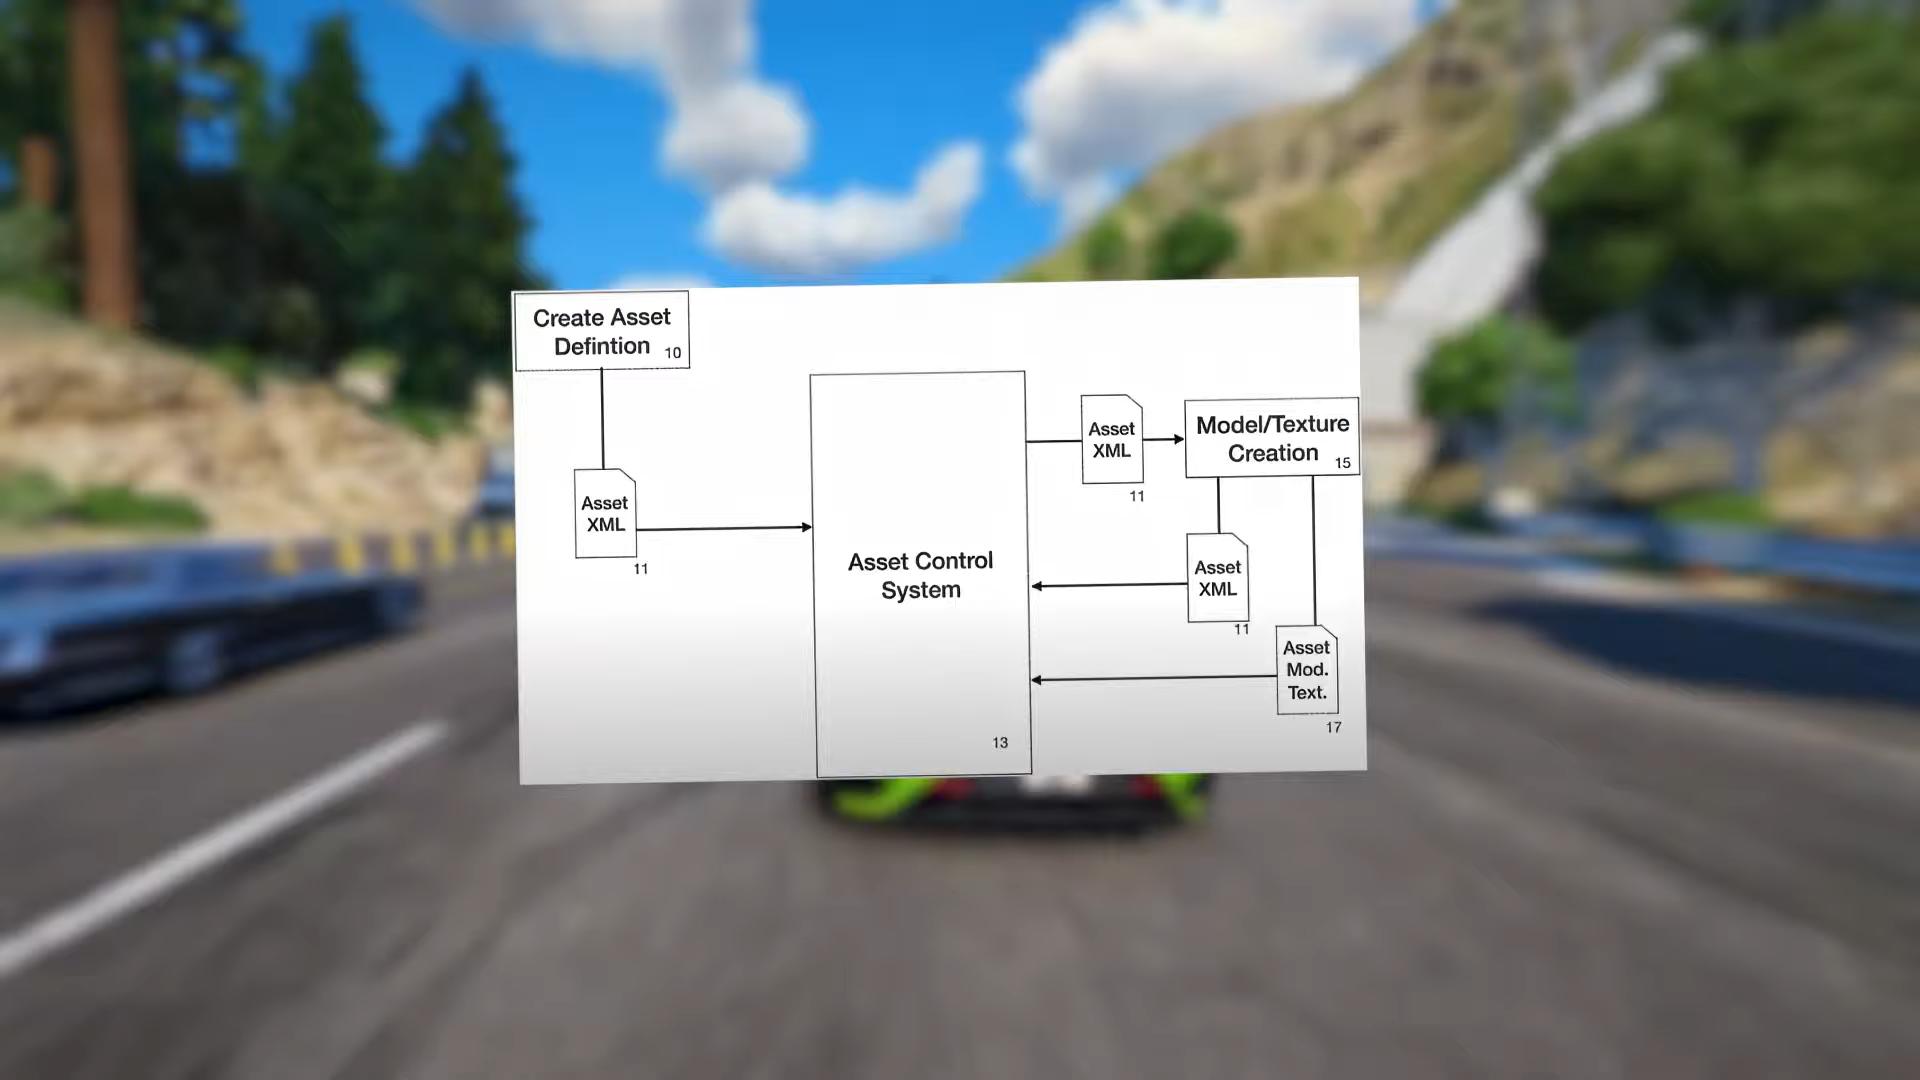 Create Asset
Defintion 10
Asset
XML
11
Asset Control
System
13
Asset
XML
11
Model/Texture
Creation 15
Asset
XML
11
Asset
Mod.
Text.
17